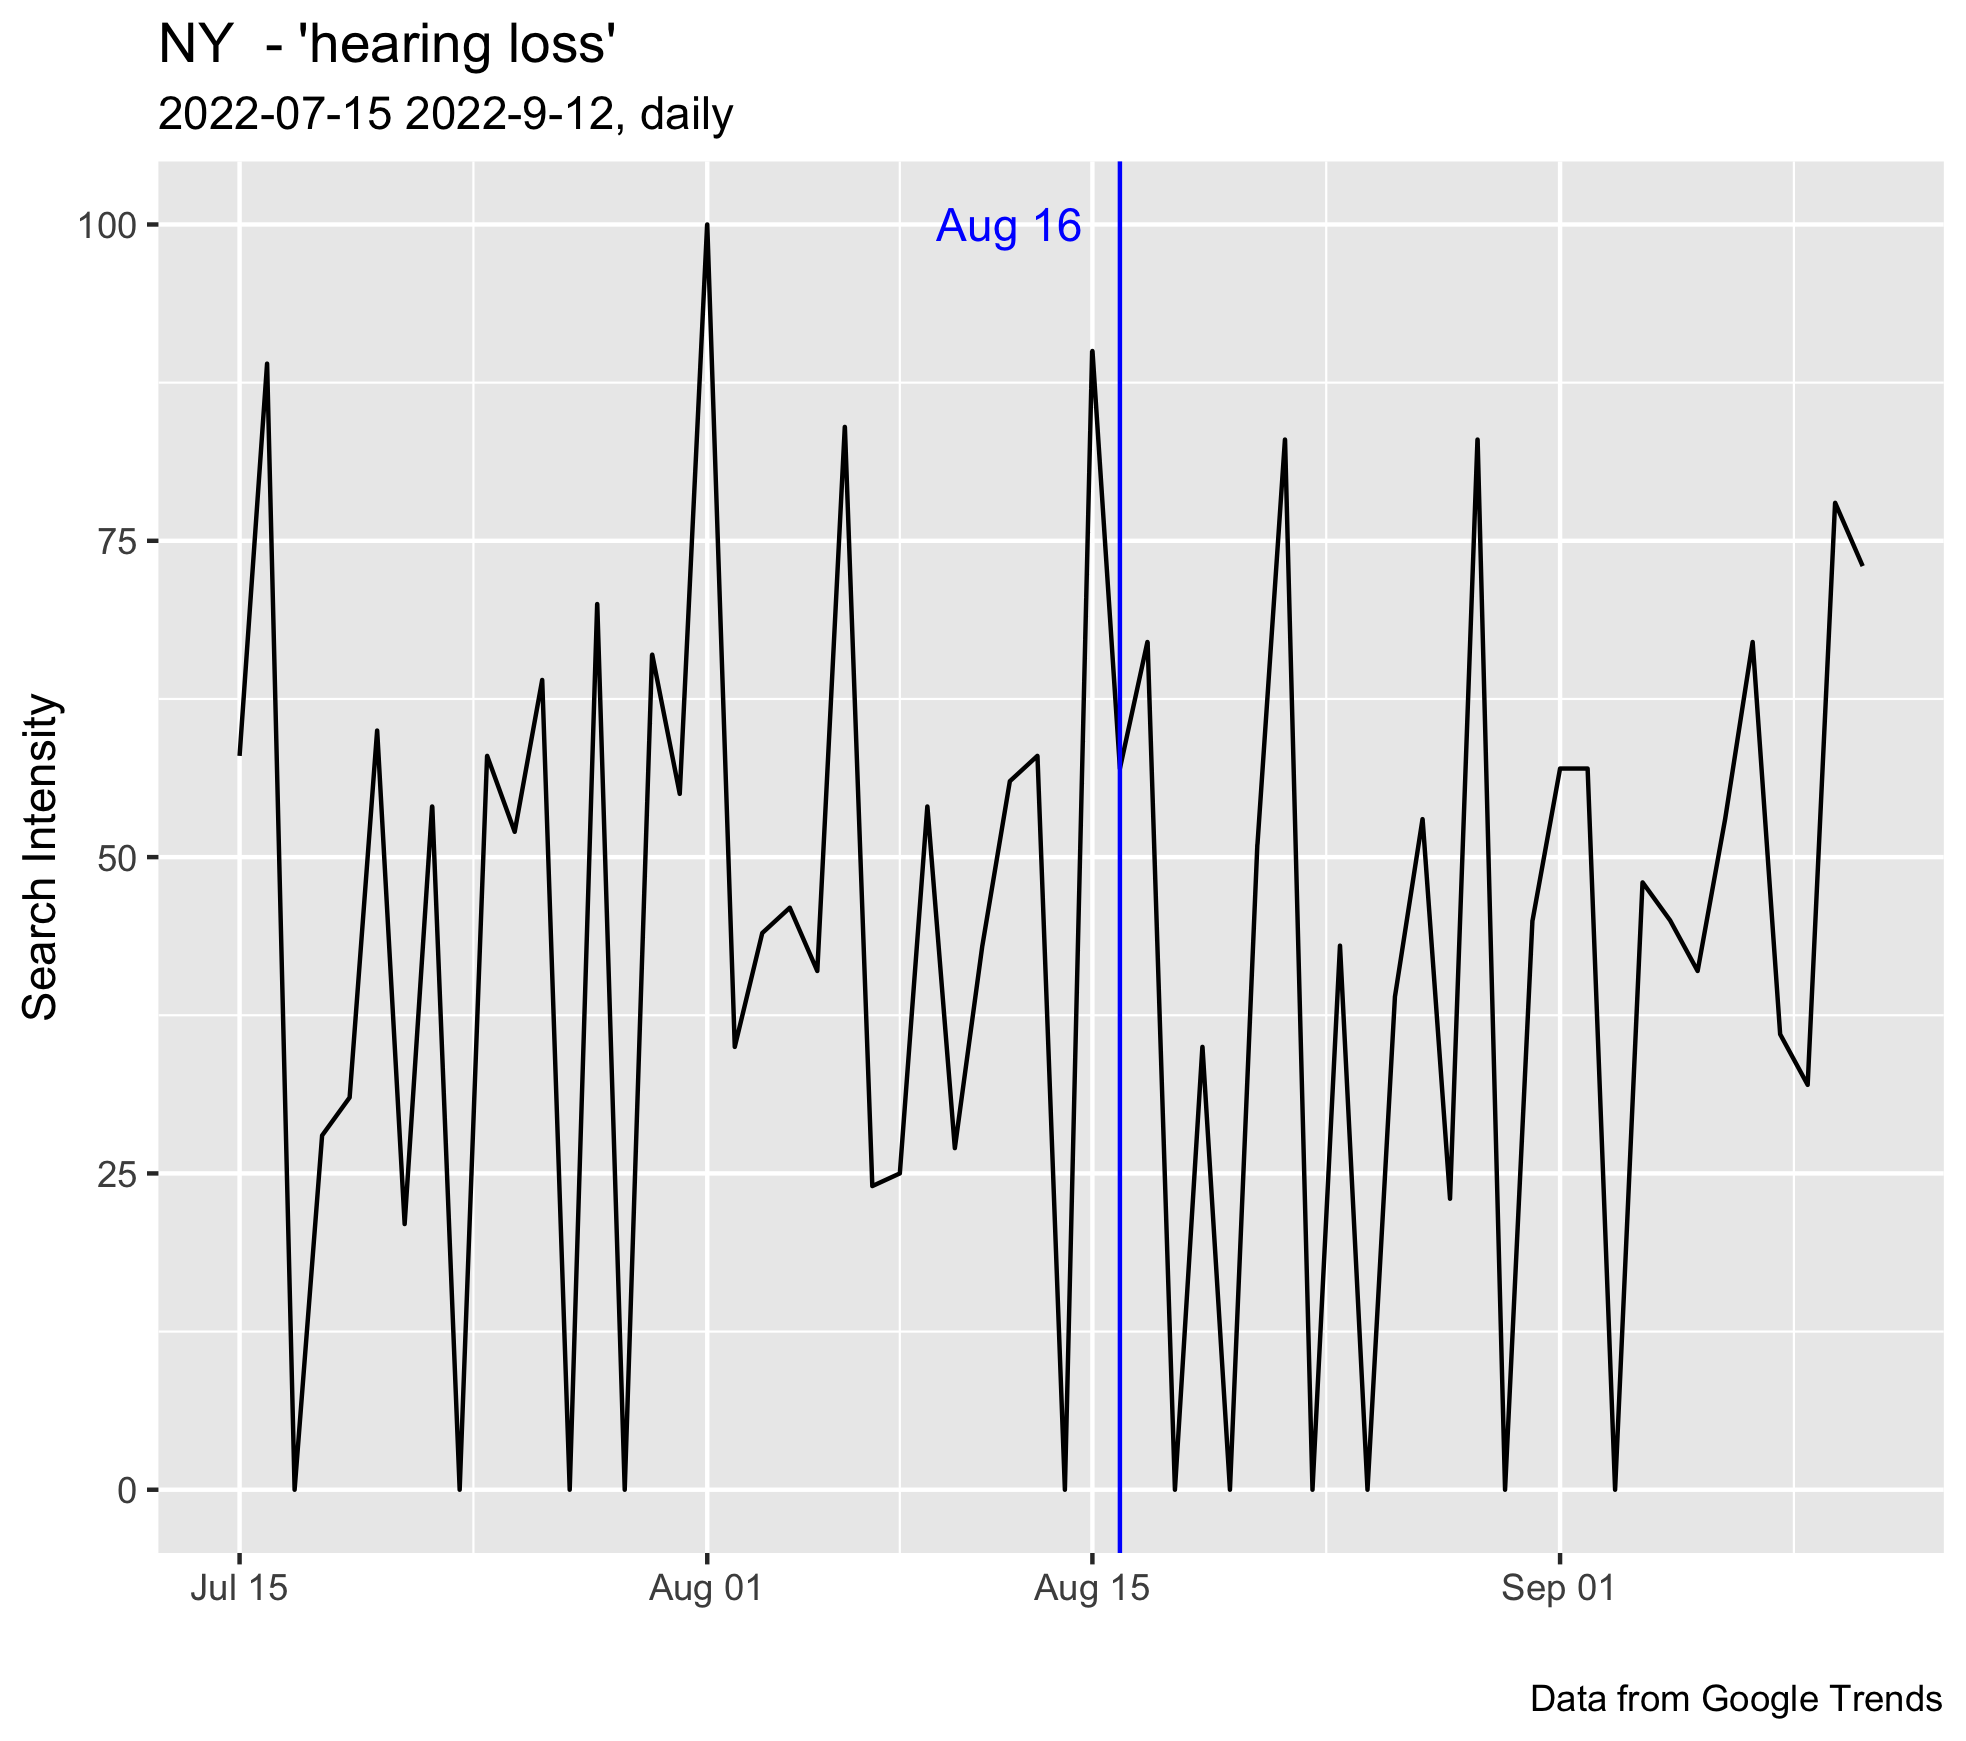 NY  - 'hearing loss'
2022-07-15 2022-9-12, daily
Aug 16
100
75
50
25
0
Search Intensity
Jul 15 Aug 01 Aug 15 Sep 01
Data from Google Trends